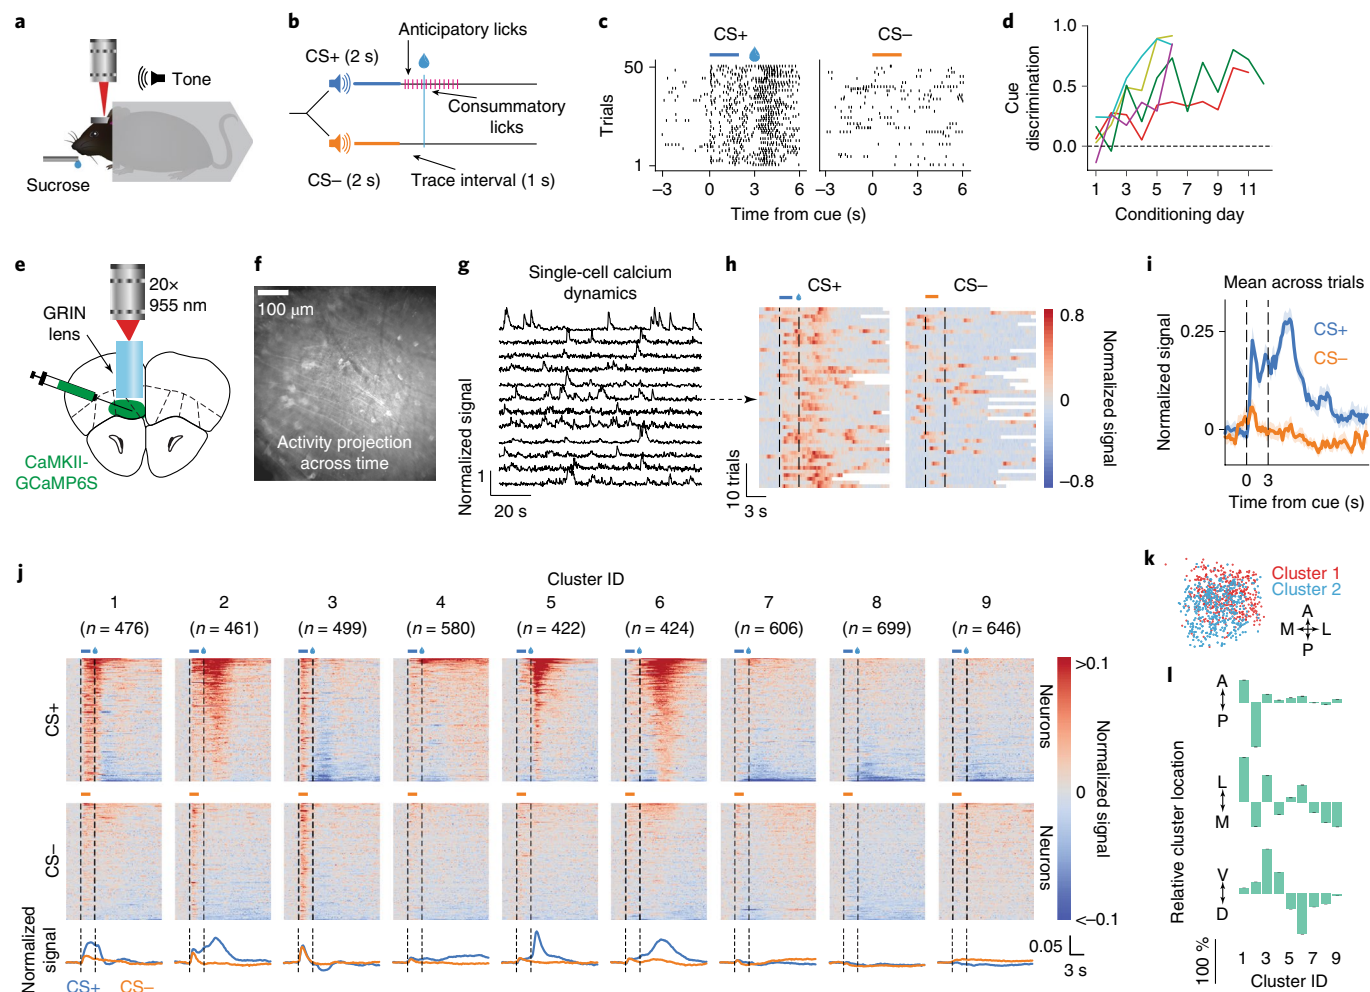 a
Tone
Sucrose
b
Anticipatory licks
CS+ (2 s)
Consummatory
licks
CS– (2 s)
Trace interval (1 s)
c
CS+
CS–
50
Trials
1
–3 0 3 6
–3 0 3 6
Time from cue (s)
d
1.0
0.5
0.0
Cue
discrimination
1 3 5 7 9 11
Conditioning day
e
20×
955 nm
GRIN
lens
CaMKII-
GCaMP6S
f
100 μm
Activity projection
across time
g
Single-cell calcium
dynamics
Normalized signal
1
20 s
h
CS+
CS–
10 trials
3 s
0.8
0
–0.8
Normalized signal
i
Mean across trials
CS+
CS–
0.25
0
Normalized signal
0 3
Time from cue (s)
j
Cluster ID
1 2 3 4 5 6 7 8 9
(n = 476) (n = 461) (n = 499) (n = 580) (n = 422) (n = 424) (n = 606) (n = 699) (n = 646)
CS+
Neurons
CS–
Neurons
>0.1
0
<–0.1
Normalized signal
Normalized
signal
CS+ CS–
0.05
3 s
k
Cluster 1
Cluster 2
A
M L
P
l
Relative cluster location
A
P
L
M
V
D
100 %
1 3 5 7 9
Cluster ID